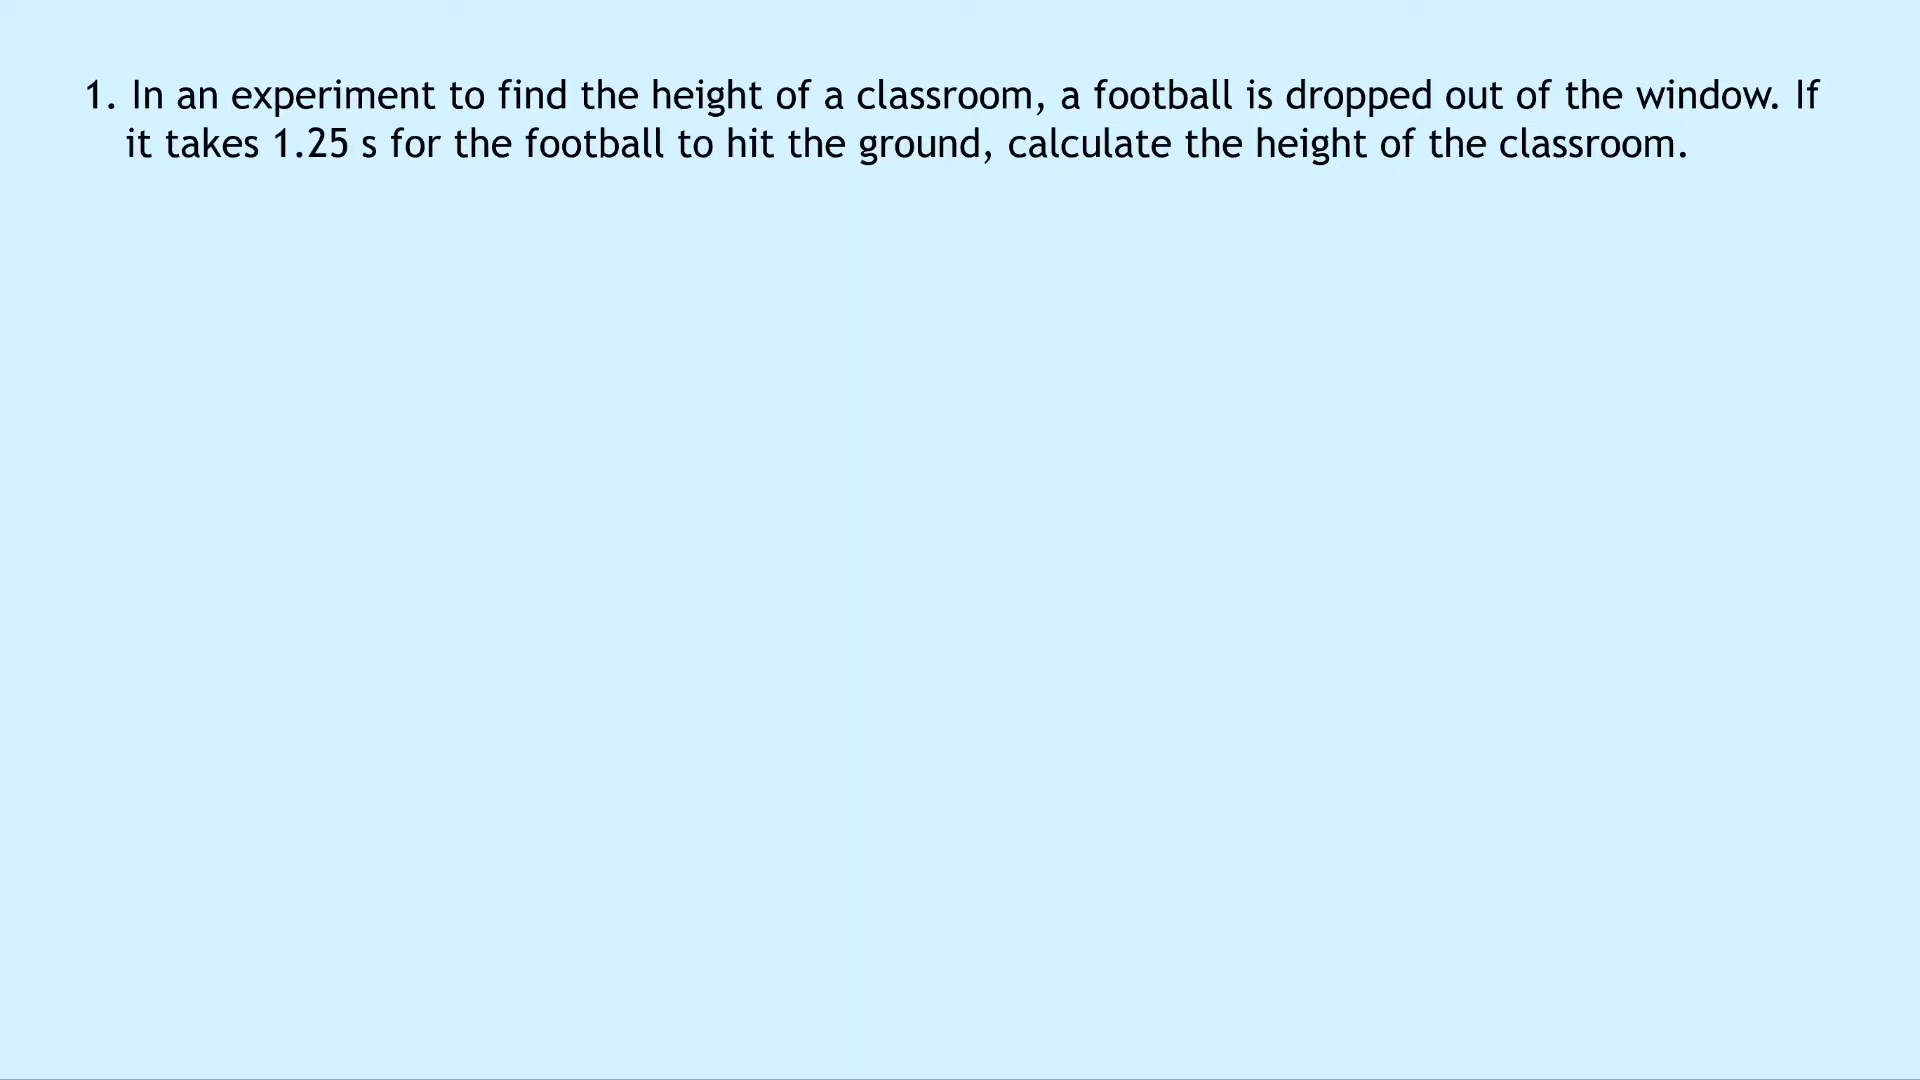 1. In an experiment to find the height of a classroom, a football is dropped out of the window. If
it takes 1.25 s for the football to hit the ground, calculate the height of the classroom.